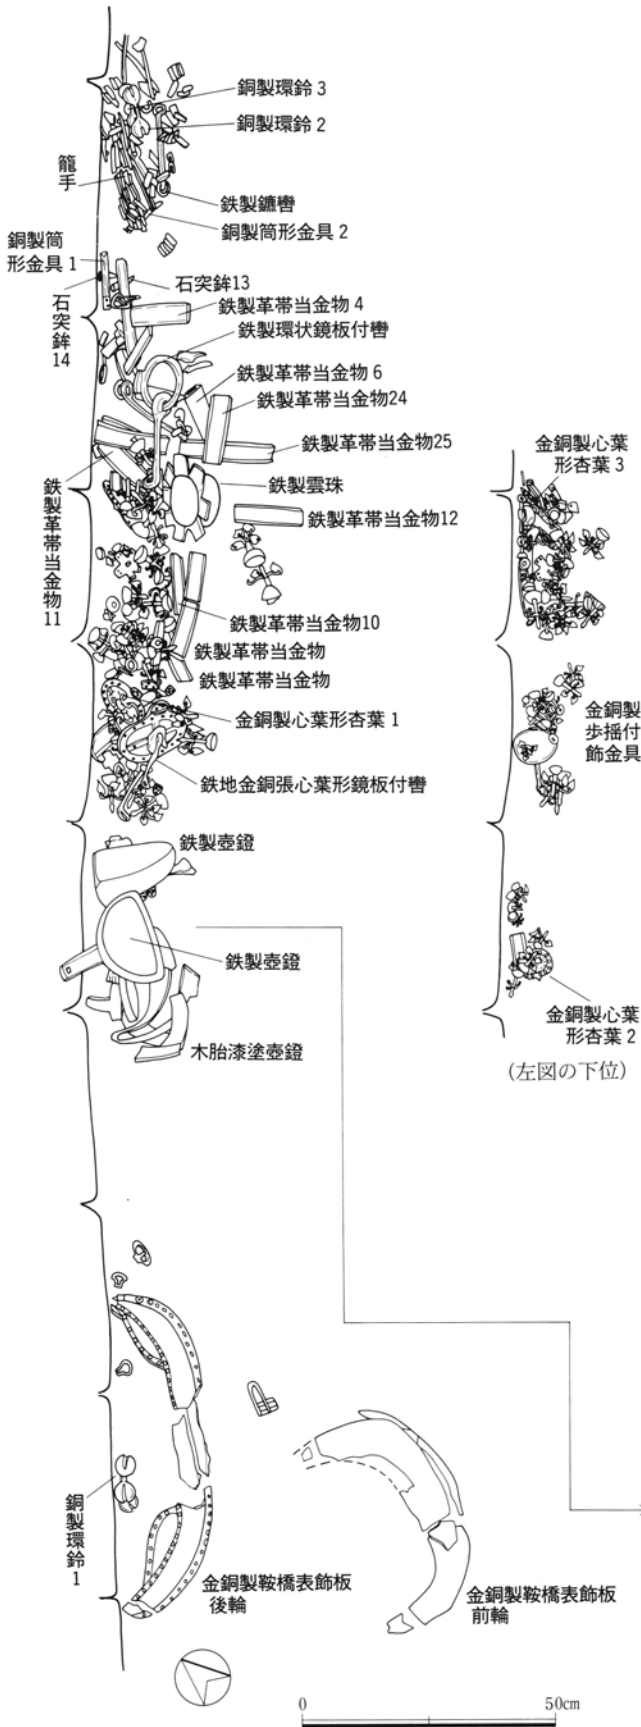 銅製環鈴 3
銅製環鈴 2
籠手
鉄製鑣轡
銅製筒形金具 2
銅製筒
形金具 1
石突鉾13
石突鉾14
鉄製革帯当金物 4
鉄製環状鏡板付轡
鉄製革帯当金物 6
鉄製革帯当金物24
鉄製革帯当金物25
鉄製雲珠
鉄製革帯当金物12
鉄製革帯当金物11
鉄製革帯当金物10
鉄製革帯当金物
鉄製革帯当金物
金銅製心葉形杏葉 1
鉄地金銅張心葉形鏡板付轡
鉄製壺鐙
鉄製壺鐙
木胎漆塗壺鐙
金銅製心葉
形杏葉 3
金銅製
歩揺付
飾金具
金銅製心葉
形杏葉 2
(左図の下位)
銅製環鈴1
金銅製鞍橋表飾板
後輪
金銅製鞍橋表飾板
前輪
0
50cm